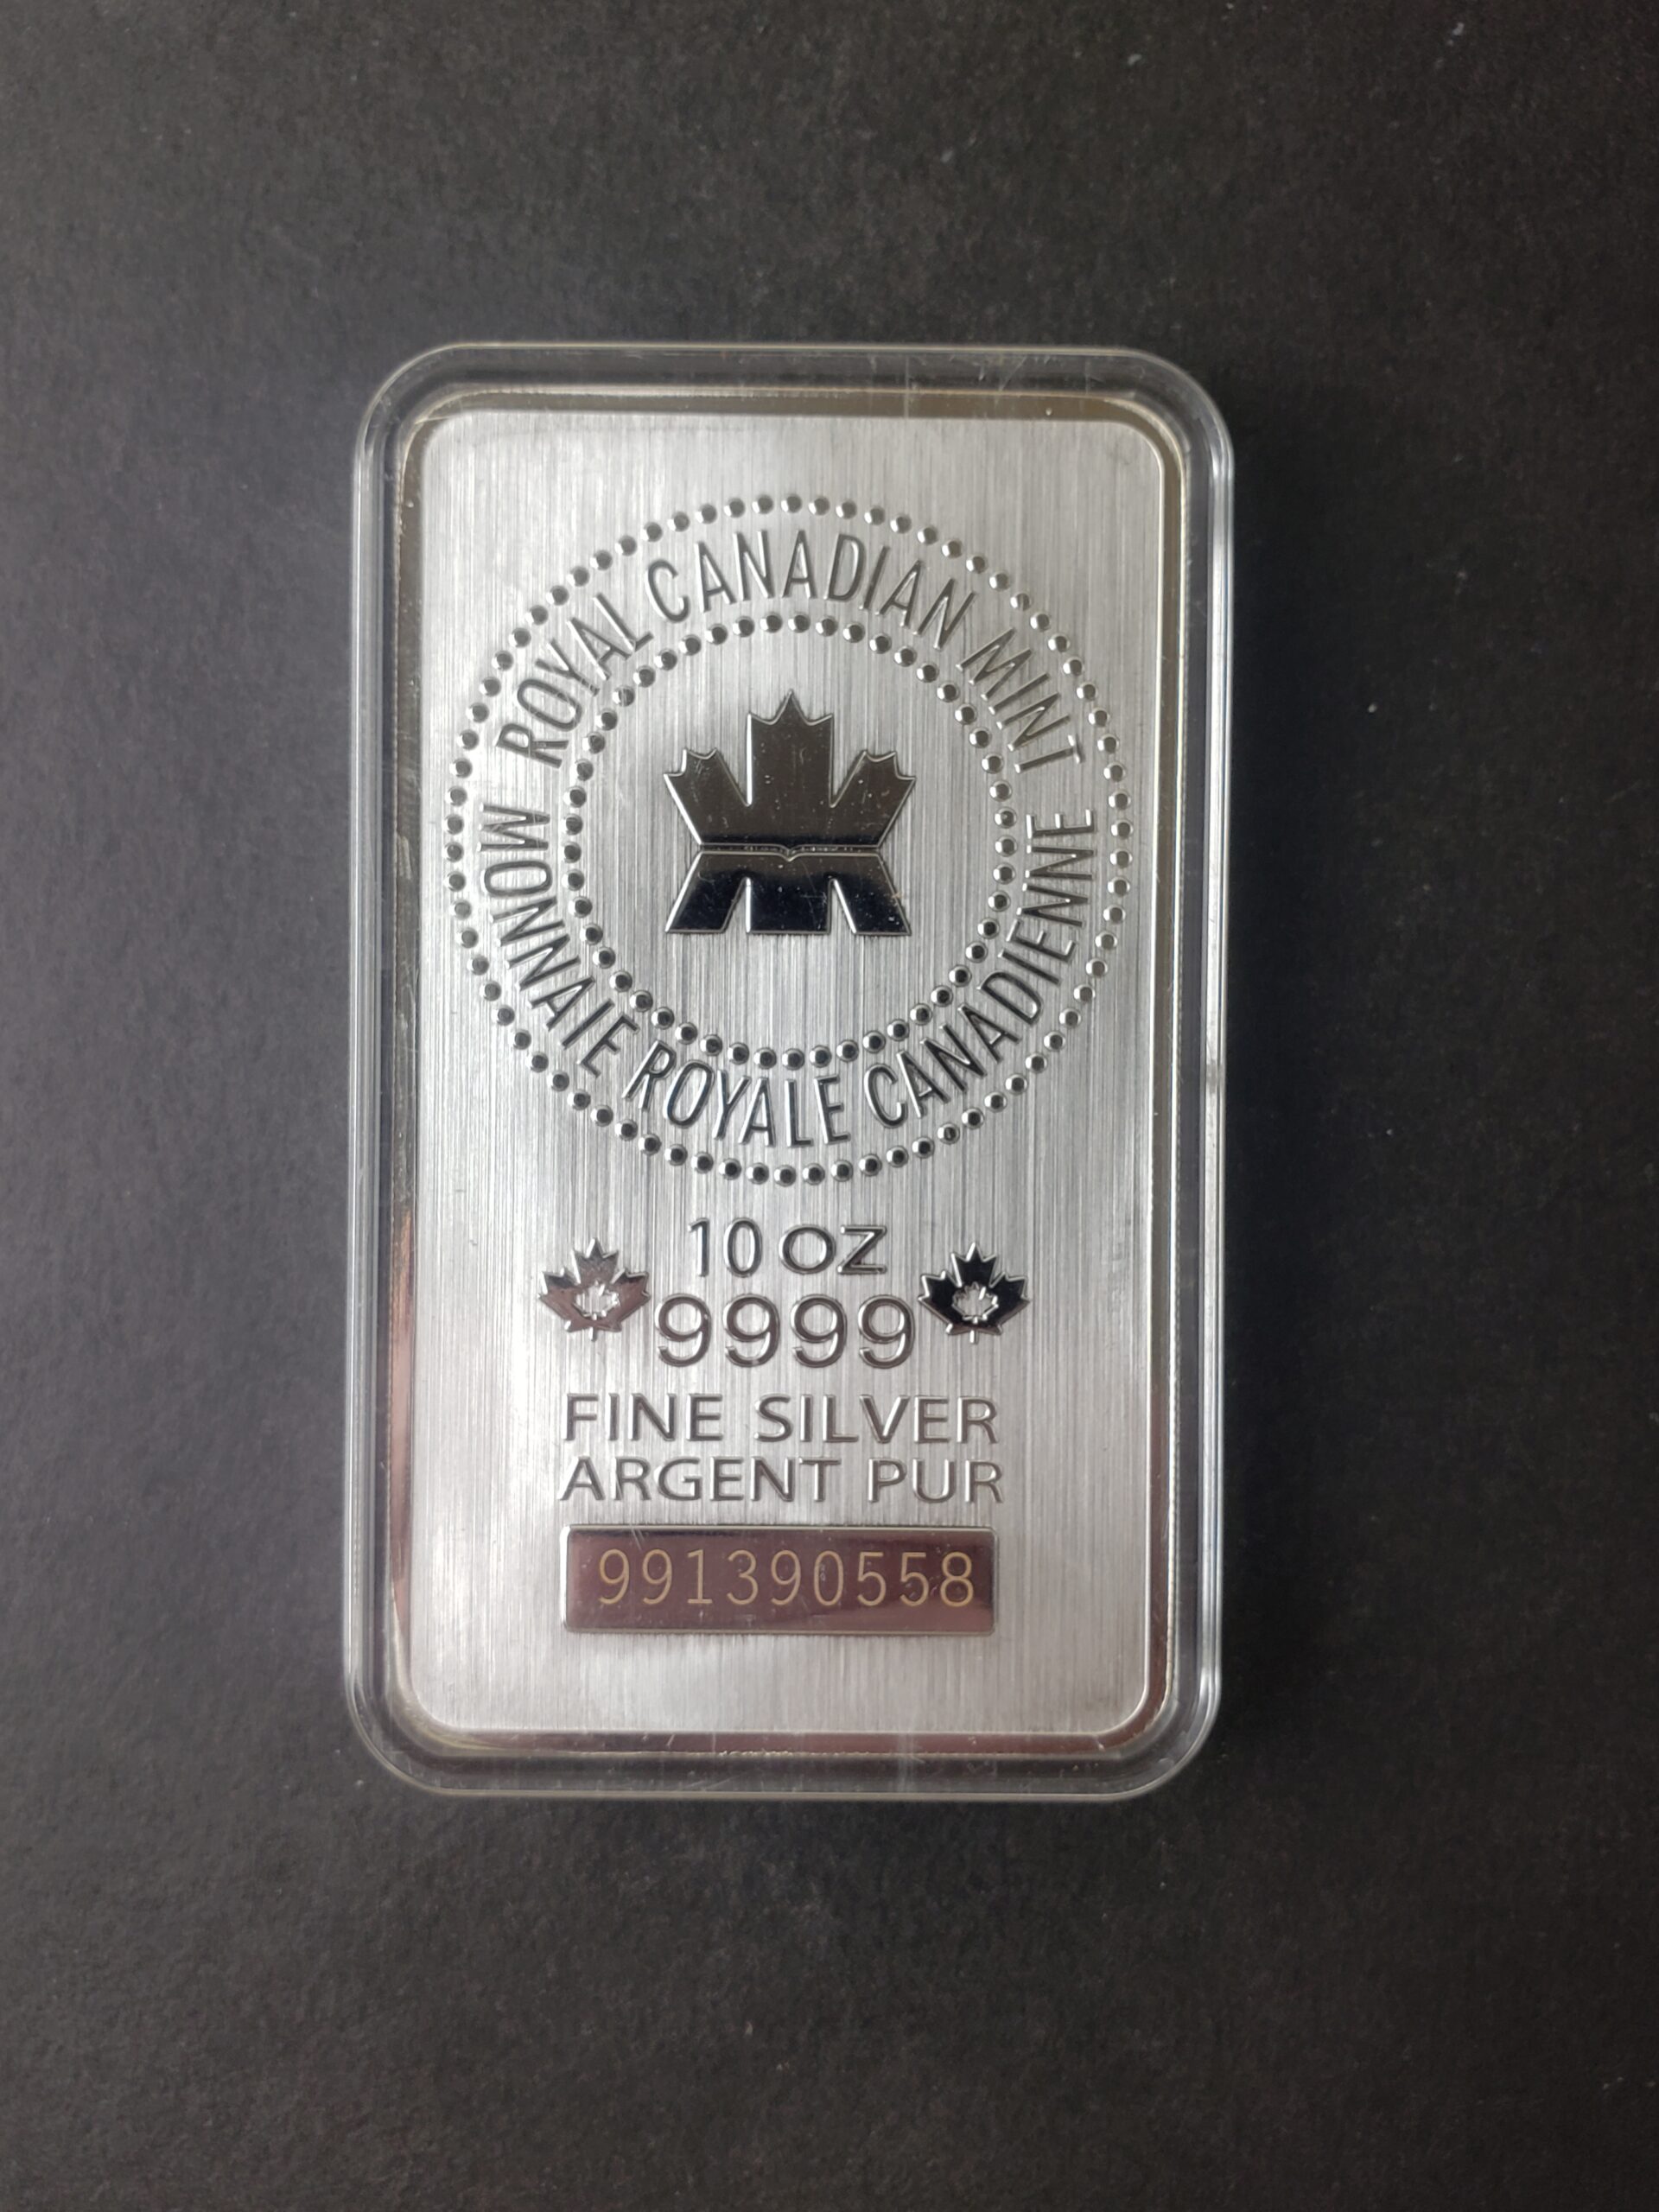 ROYAL CANADIAN MINT
MONNAIE ROYALE CANADIENNE
10 OZ
9999
FINE SILVER
ARGENT PUR
991390558